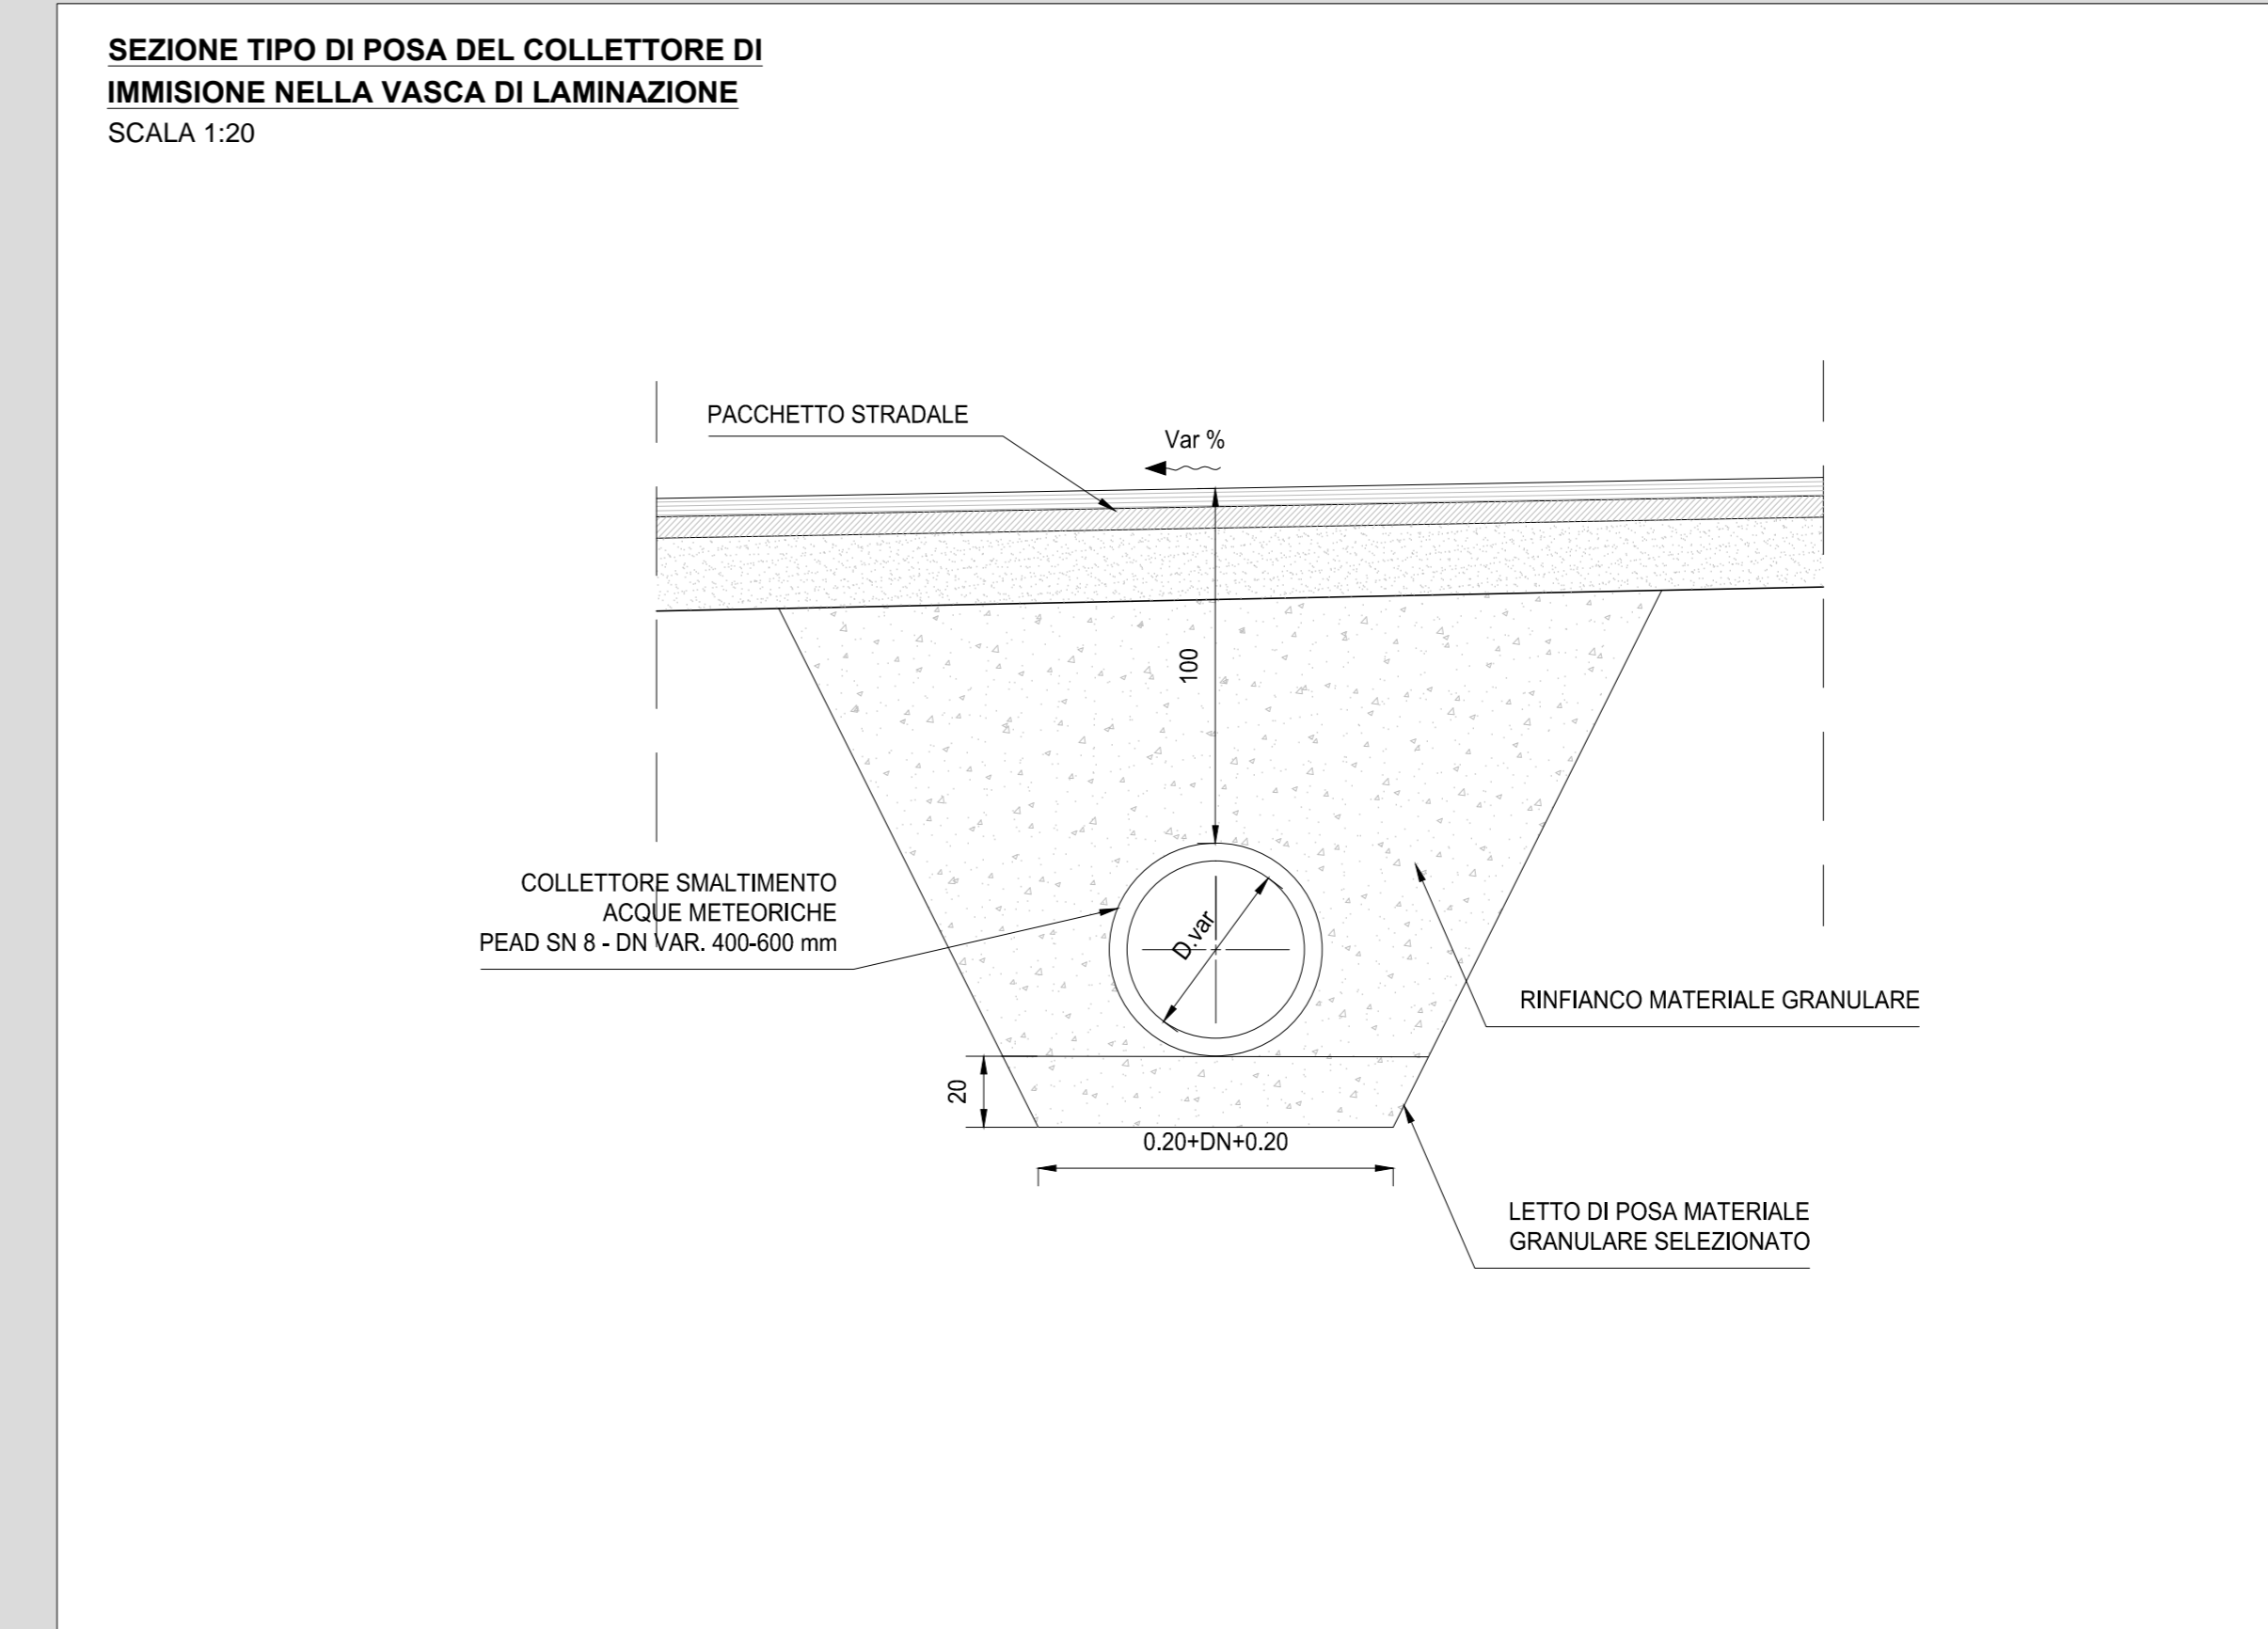 SEZIONE TIPO DI POSA DEL COLLETTORE DI
IMMISIONE NELLA VASCA DI LAMINAZIONE
SCALA 1:20
PACCHETTO STRADALE
Var %
100
COLLETTORE SMALTIMENTO
ACQUE METEORICHE
PEAD SN 8 - DN VAR. 400-600 mm
D.var
RINFIANCO MATERIALE GRANULARE
20
0.20+DN+0.20
LETTO DI POSA MATERIALE
GRANULARE SELEZIONATO